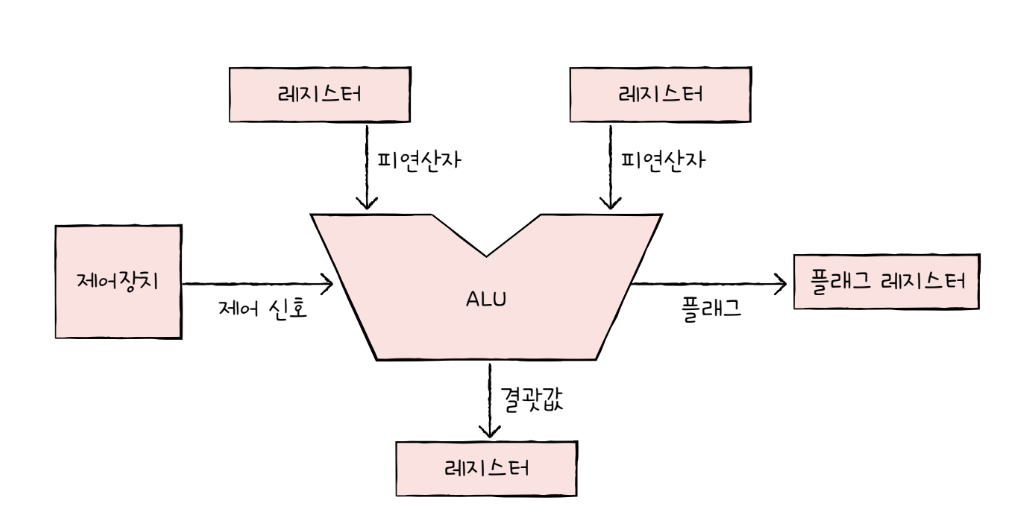 레지스터
레지스터
피연산자
피연산자
제어장치
제어 신호
ALU
플래그
플래그 레지스터
결괏값
레지스터